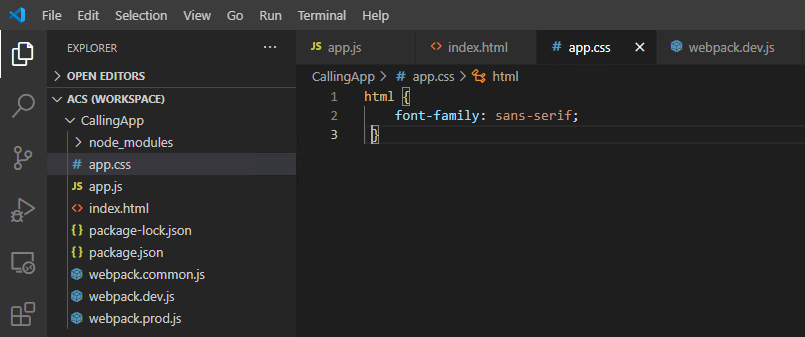 File Edit Selection View Go Run Terminal Help
EXPLORER ···
OPEN EDITORS
ACS (WORKSPACE)
CallingApp
node_modules
# app.css
JS app.js
<> index.html
{} package-lock.json
{} package.json
webpack.common.js
webpack.dev.js
webpack.prod.js
JS app.js <> index.html # app.css × webpack.dev.js
CallingApp > # app.css > html
1 html {
2 font-family: sans-serif;
3 }